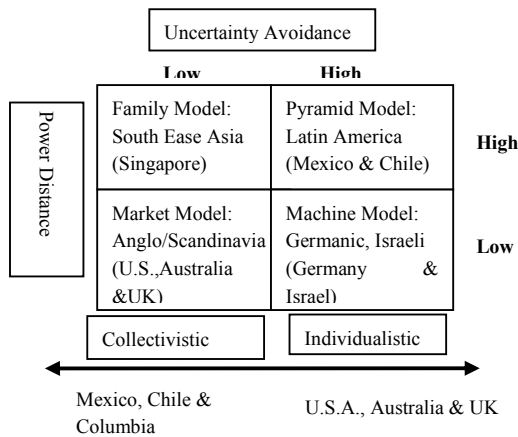 Uncertainty Avoidance
Low High
Power Distance
Family Model:
South Ease Asia
(Singapore)
Pyramid Model:
Latin America
(Mexico & Chile)
High
Market Model:
Anglo/Scandinavia
(U.S.,Australia
&UK)
Machine Model:
Germanic, Israeli
(Germany &
Israel)
Low
Collectivistic
Individualistic
Mexico, Chile &
Columbia
U.S.A., Australia & UK